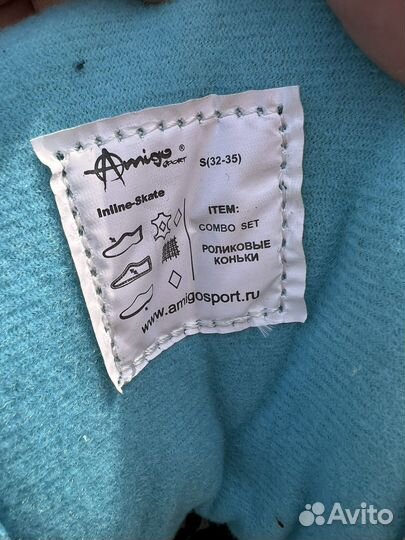 Amigo®
SPORT
S(32-35)
Inline-Skate
ITEM:
COMBO SET
РОЛИКОВЫЕ
КОНЬКИ
www.amigosport.ru
Avito